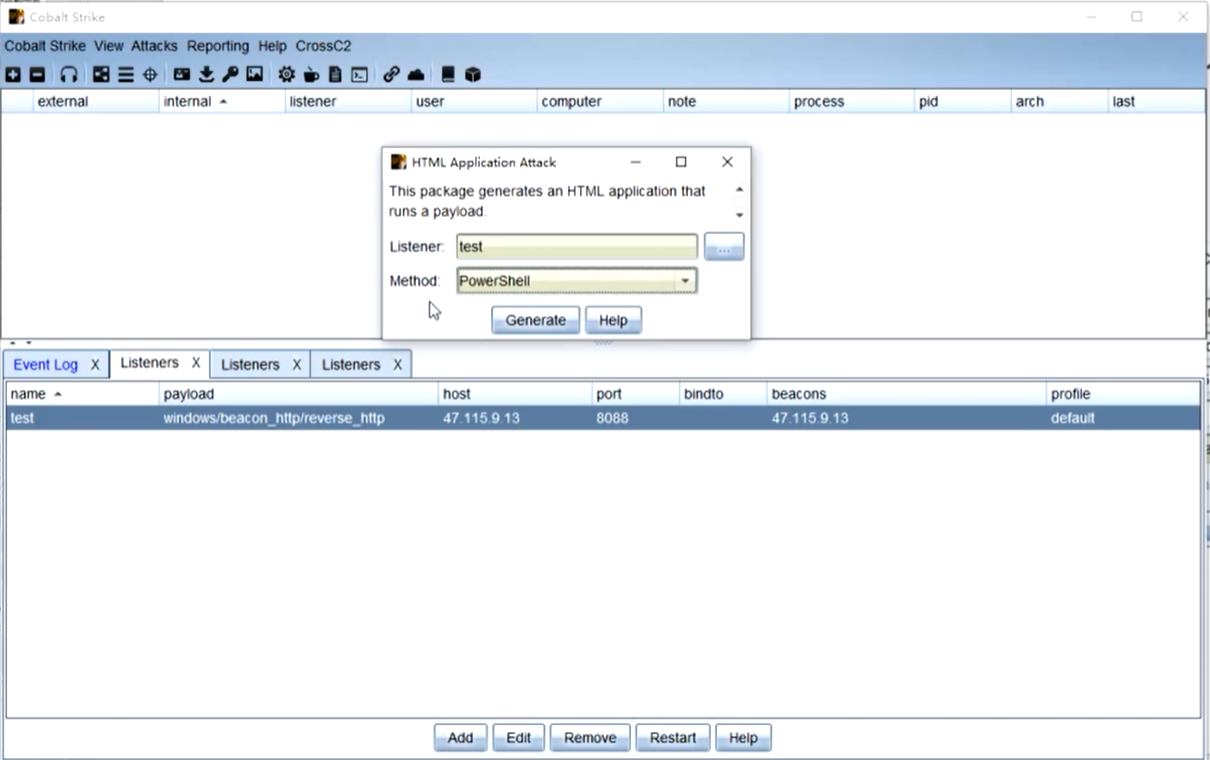 Cobalt Strike
Cobalt Strike View Attacks Reporting Help CrossC2
external internal listener user computer note process pid arch last
HTML Application Attack
This package generates an HTML application that
runs a payload.
Listener: test ...
Method: PowerShell
Generate Help
Event Log X Listeners X Listeners X Listeners X
name payload host port bindto beacons profile
test windows/beacon_http/reverse_http 47.115.9.13 8088 47.115.9.13 default
Add Edit Remove Restart Help